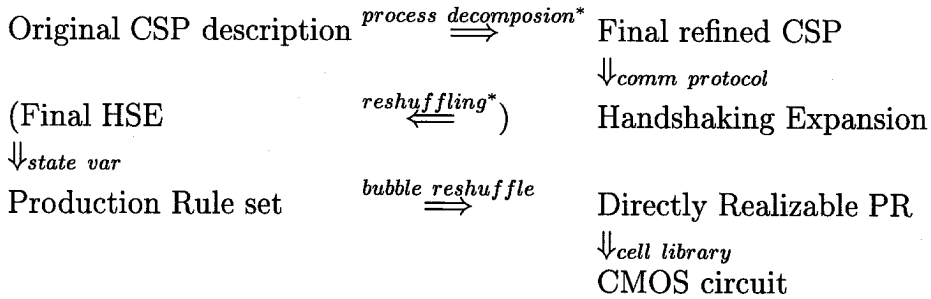 Original CSP description process decomposion* ⟹ Final refined CSP
⇓comm protocol
(Final HSE reshuffling* ⟸ ) Handshaking Expansion
⇓state var
Production Rule set bubble reshuffle ⟹ Directly Realizable PR
⇓cell library
CMOS circuit